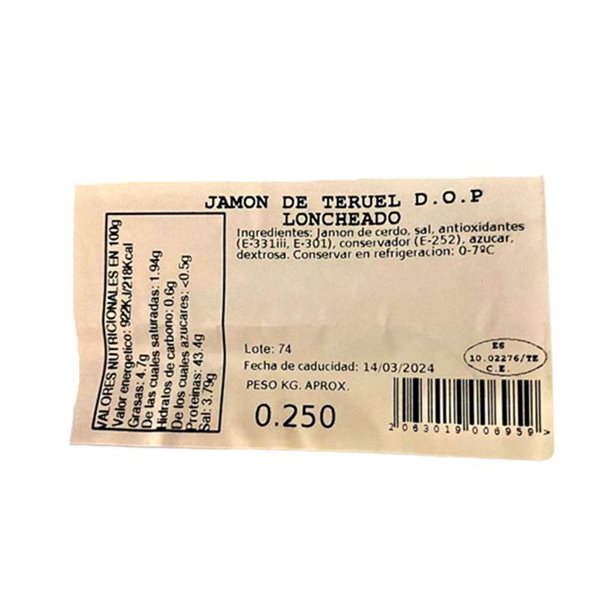 JAMON DE TERUEL D.O.P
LONCHEADO
Ingredientes: Jamon de cerdo, sal, antioxidantes
(E-331iii, E-301), conservador (E-252), azucar,
dextrosa. Conservar en refrigeracion: 0-7ºC
VALORES NUTRICIONALES EN 100g
Valor energetico: 922KJ/218Kcal
Grasas: 4.7g
De las cuales saturadas: 1.94g
Hidratos de carbono: 0.6g
De los cuales azucares: <0.5g
Proteinas: 43.4g
Sal: 3.79g
Lote: 74
Fecha de caducidad: 14/03/2024
PESO KG. APROX.
0.250
ES
10.02276/TE
C.E.
2 063019 006959 >